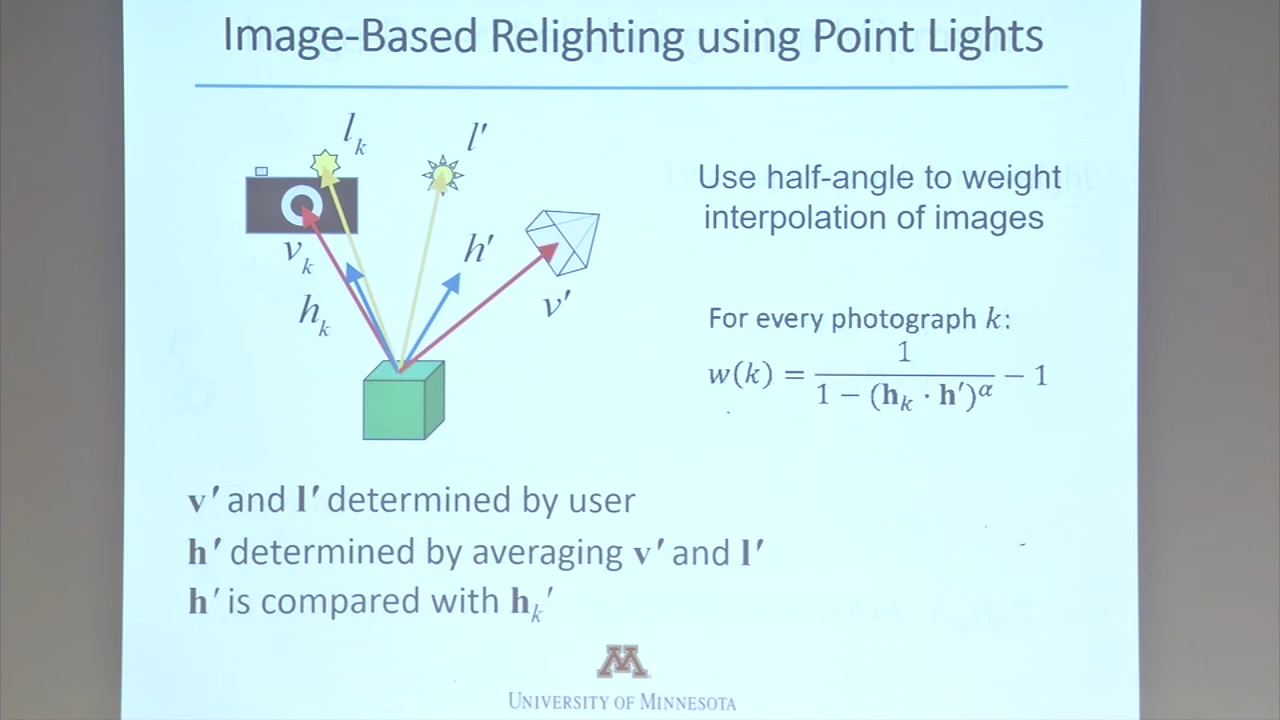 Image-Based Relighting using Point Lights
l_k
l′
v_k
h′
h_k
v′
Use half-angle to weight
interpolation of images
For every photograph k:
w(k) = 1 / (1 − (h_k · h′)^α) − 1
v′ and l′ determined by user
h′ determined by averaging v′ and l′
h′ is compared with h_k′
M
UNIVERSITY OF MINNESOTA